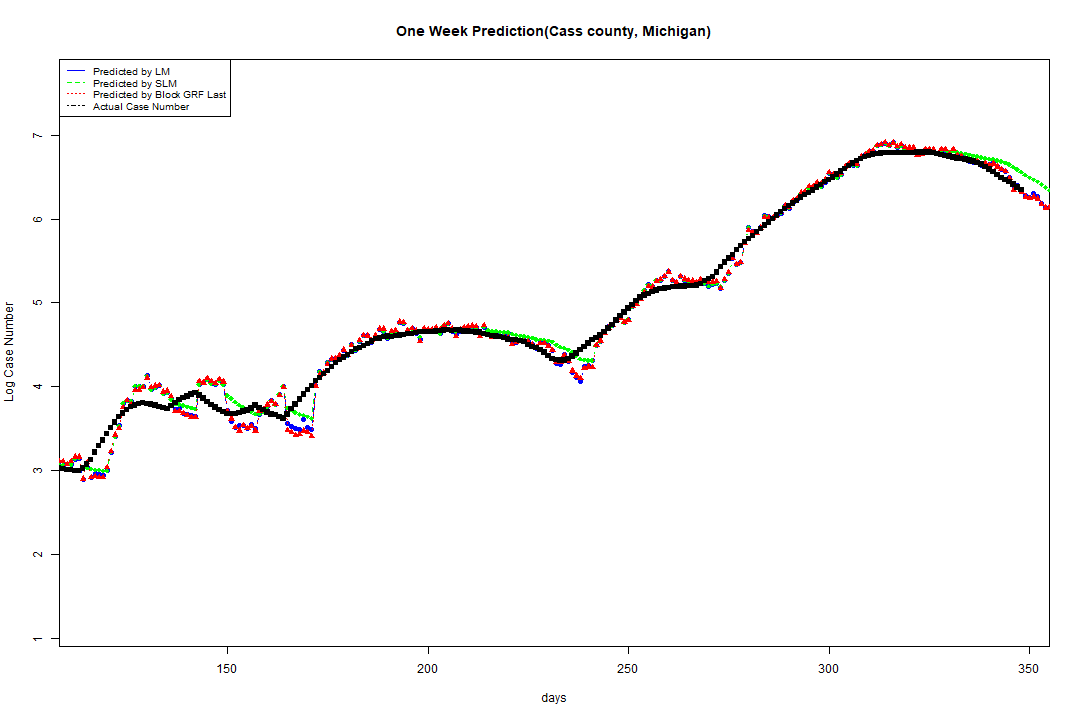 One Week Prediction(Cass county, Michigan)
Predicted by LM
Predicted by SLM
Predicted by Block GRF Last
Actual Case Number
7
6
5
4
3
2
1
Log Case Number
150 200 250 300 350
days